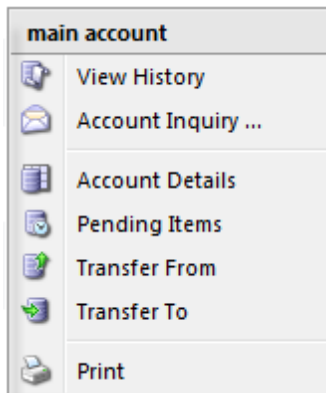 main account
View History
Account Inquiry ...
Account Details
Pending Items
Transfer From
Transfer To
Print